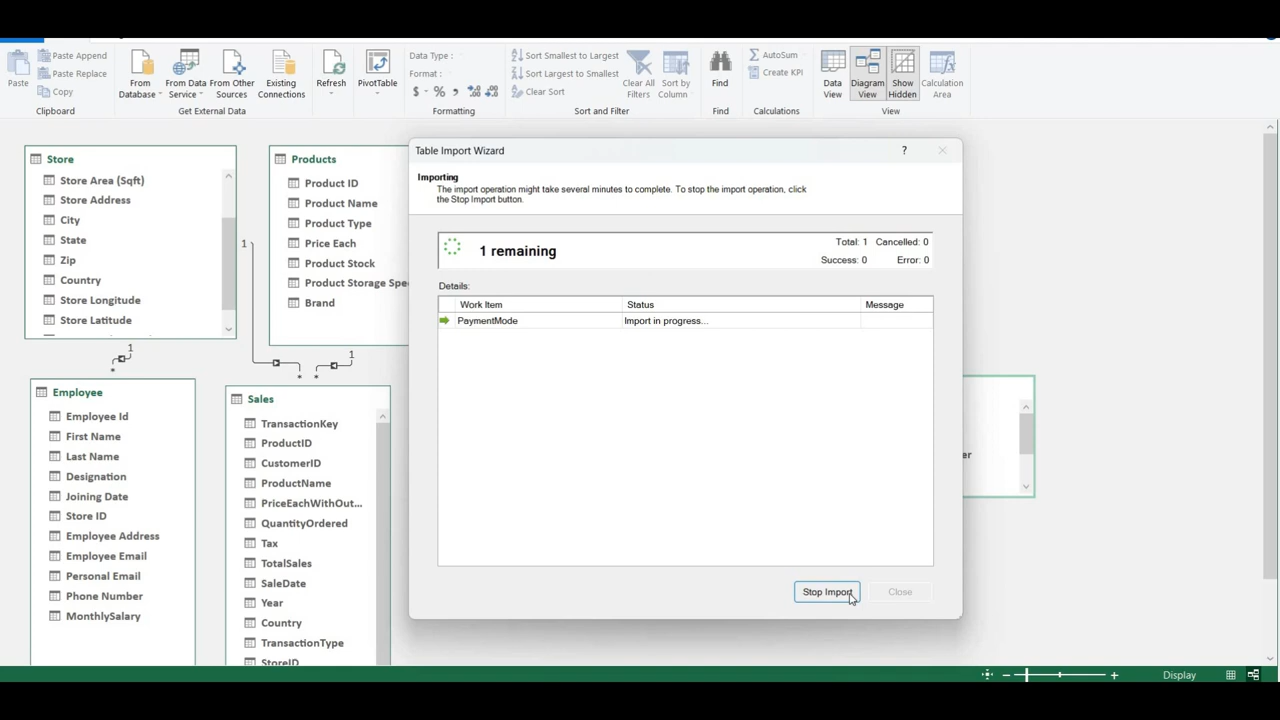 Paste
Paste Append
Paste Replace
Copy
Clipboard
From Database
From Data Service
From Other Sources
Existing Connections
Get External Data
Refresh
PivotTable
Data Type :
Format :
$ %
Formatting
Sort Smallest to Largest
Sort Largest to Smallest
Clear Sort
Clear All Filters
Sort by Column
Sort and Filter
Find
Find
AutoSum
Create KPI
Calculations
Data View
Diagram View
Show Hidden
Calculation Area
View
Store
Store Area (Sqft)
Store Address
City
State
Zip
Country
Store Longitude
Store Latitude
Products
Product ID
Product Name
Product Type
Price Each
Product Stock
Product Storage Spe
Brand
1
1
1
*
*
*
Employee
Employee Id
First Name
Last Name
Designation
Joining Date
Store ID
Employee Address
Employee Email
Personal Email
Phone Number
MonthlySalary
Sales
TransactionKey
ProductID
CustomerID
ProductName
PriceEachWithOut...
QuantityOrdered
Tax
TotalSales
SaleDate
Year
Country
TransactionType
StoreID
Table Import Wizard
?
Importing
The import operation might take several minutes to complete. To stop the import operation, click
the Stop Import button.
1 remaining
Total: 1 Cancelled: 0
Success: 0 Error: 0
Details:
Work Item Status Message
PaymentMode Import in progress...
Stop Import
Close
er
Display